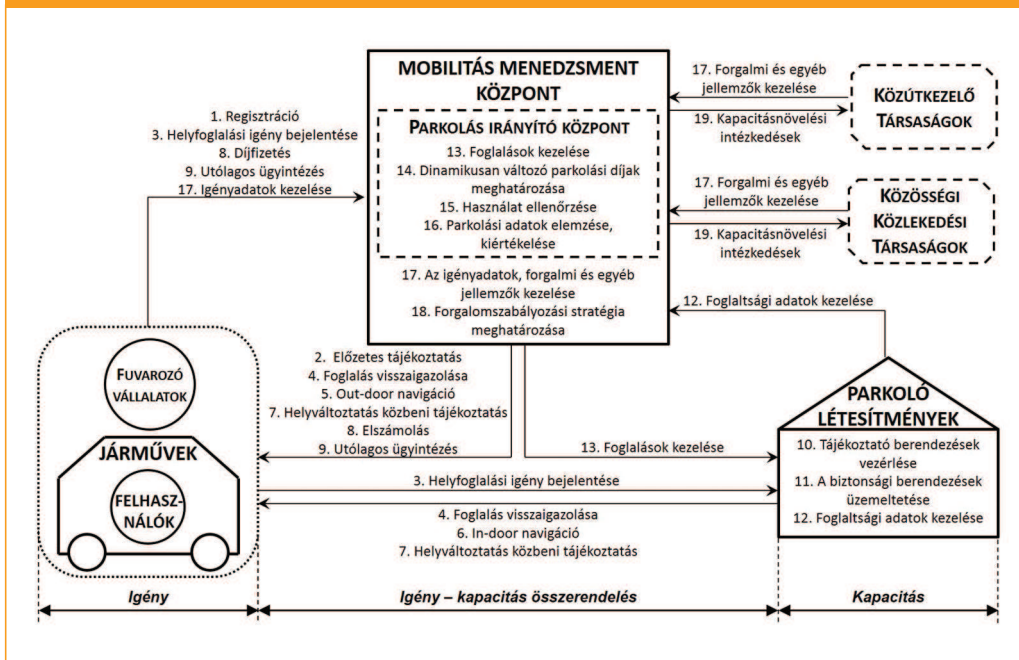 MOBILITÁS MENEDZSMENT
KÖZPONT
PARKOLÁS IRÁNYÍTÓ KÖZPONT
13. Foglalások kezelése
14. Dinamikusan változó parkolási díjak
meghatározása
15. Használat ellenőrzése
16. Parkolási adatok elemzése,
kiértékelése
17. Az igényadatok, forgalmi és egyéb
jellemzők kezelése
18. Forgalomszabályozási stratégia
meghatározása
1. Regisztráció
3. Helyfoglalási igény bejelentése
8. Díjfizetés
9. Utólagos ügyintézés
17. Igényadatok kezelése
17. Forgalmi és egyéb
jellemzők kezelése
19. Kapacitásnövelési
intézkedések
KÖZÚTKEZELŐ
TÁRSASÁGOK
17. Forgalmi és egyéb
jellemzők kezelése
19. Kapacitásnövelési
intézkedések
KÖZÖSSÉGI
KÖZLEKEDÉSI
TÁRSASÁGOK
12. Foglaltsági adatok kezelése
FUVAROZÓ
VÁLLALATOK
JÁRMŰVEK
FELHASZ-
NÁLÓK
2. Előzetes tájékoztatás
4. Foglalás visszaigazolása
5. Out-door navigáció
7. Helyváltoztatás közbeni tájékoztatás
8. Elszámolás
9. Utólagos ügyintézés
13. Foglalások kezelése
3. Helyfoglalási igény bejelentése
4. Foglalás visszaigazolása
6. In-door navigáció
7. Helyváltoztatás közbeni tájékoztatás
PARKOLÓ
LÉTESÍTMÉNYEK
10. Tájékoztató berendezések
vezérlése
11. A biztonsági berendezések
üzemeltetése
12. Foglaltsági adatok kezelése
Igény
Igény – kapacitás összerendelés
Kapacitás